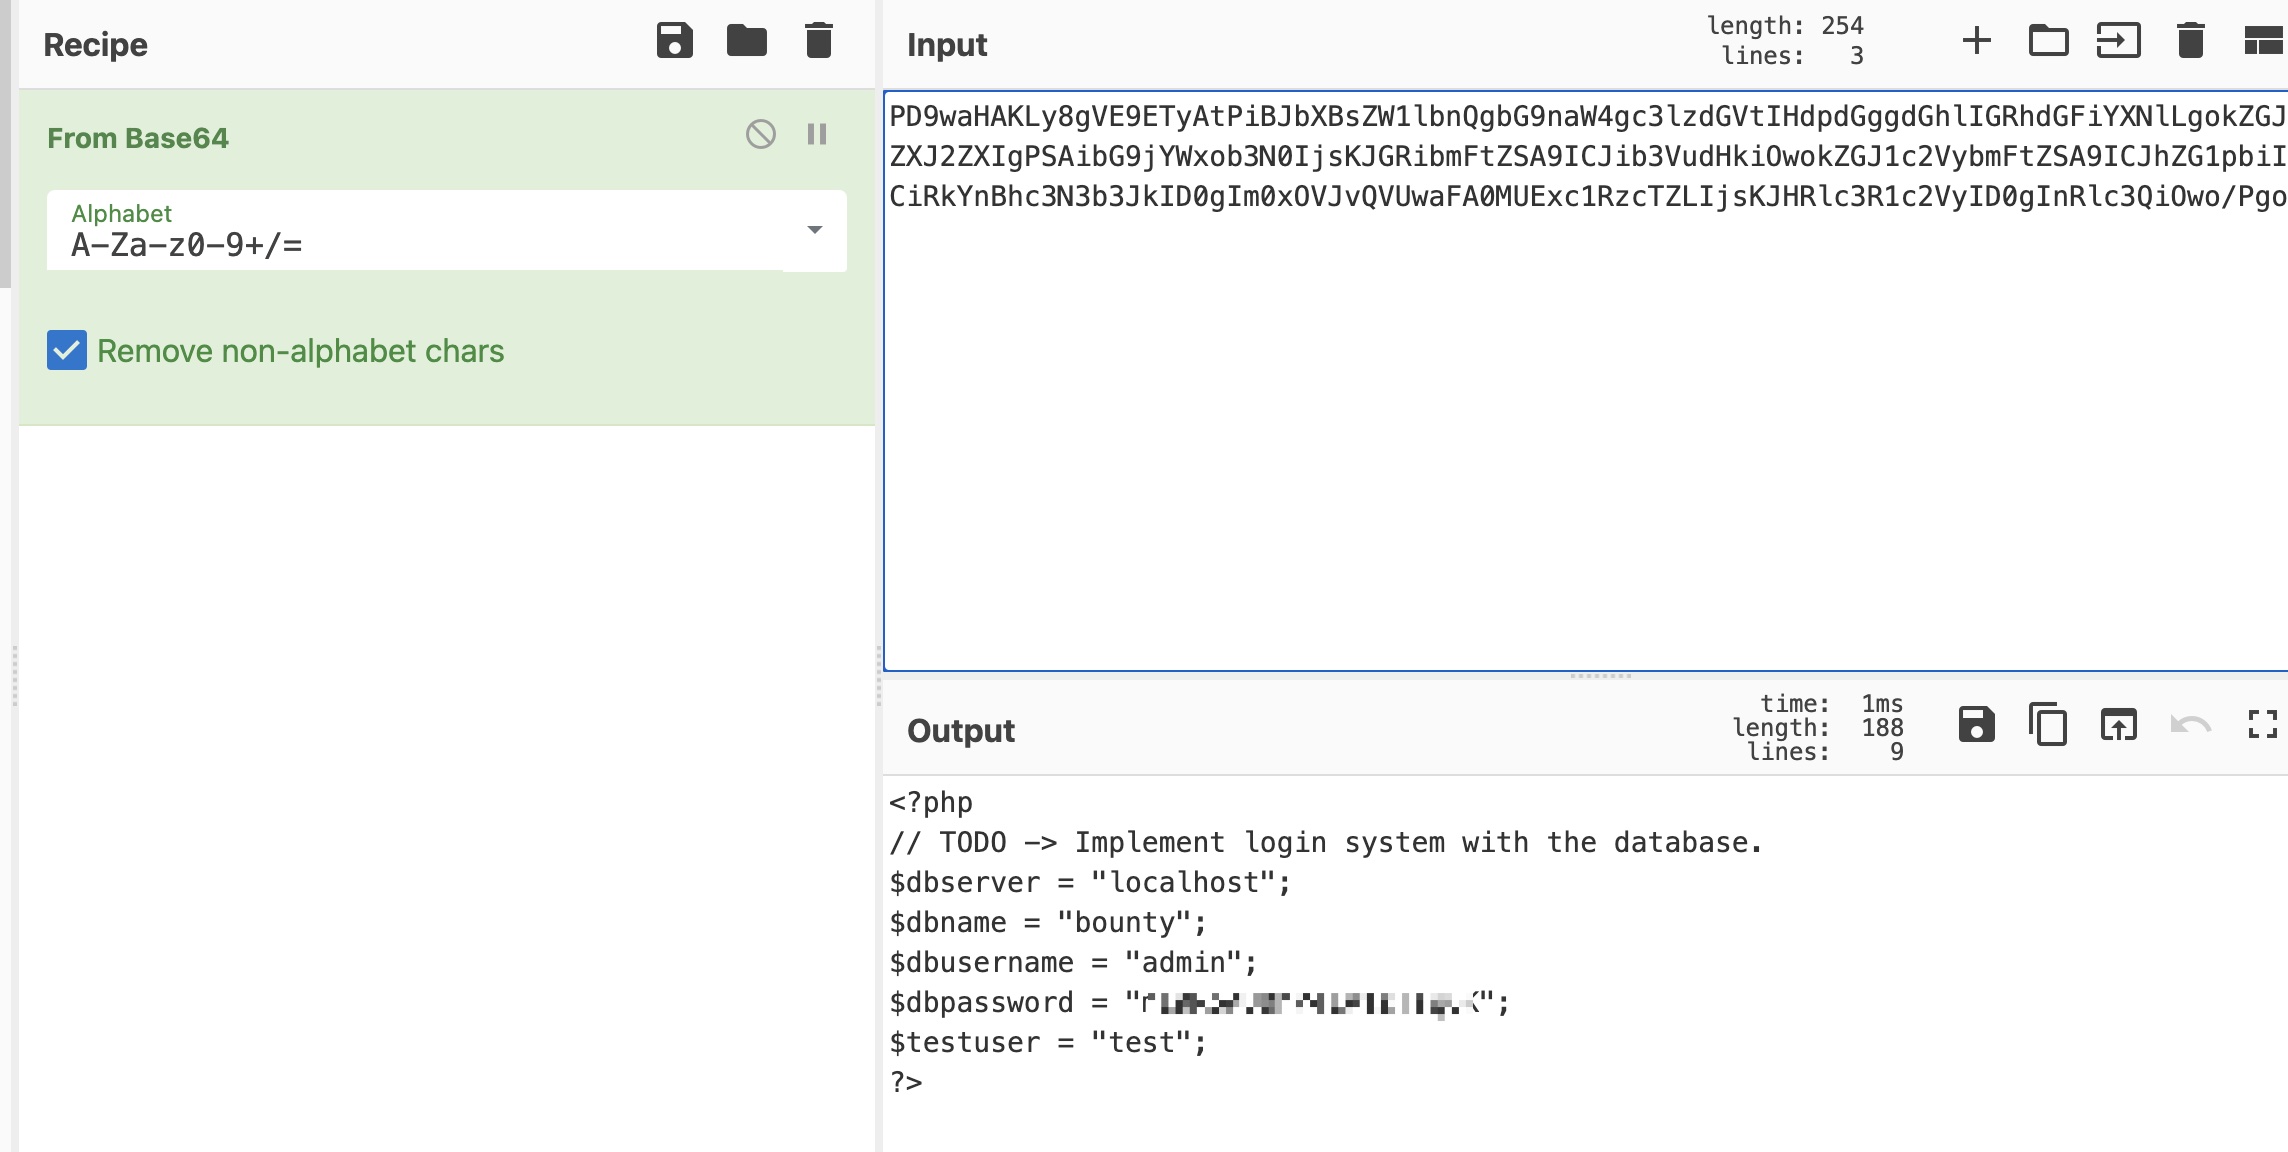 Recipe
From Base64
Alphabet
A-Za-z0-9+/=
Remove non-alphabet chars
Input
length: 254
lines: 3
PD9waHAKLy8gVE9ETyAtPiBJbXBsZW1lbnQgbG9naW4gc3lzdGVtIHdpdGggdGhlIGRhdGFiYXNlLgokZGJ
ZXJ2ZXIgPSAibG9jYWxob3N0IjsKJGRibmFtZSA9ICJib3VudHkiOwokZGJ1c2VybmFtZSA9ICJhZG1pbiI
CiRkYnBhc3N3b3JkID0gIm0xOVJvQVUwaFA0MUExc1RzcTZLIjsKJHRlc3R1c2VyID0gInRlc3QiOwo/Pgo
Output
time: 1ms
length: 188
lines: 9
<?php
// TODO -> Implement login system with the database.
$dbserver = "localhost";
$dbname = "bounty";
$dbusername = "admin";
$dbpassword = "";
$testuser = "test";
?>